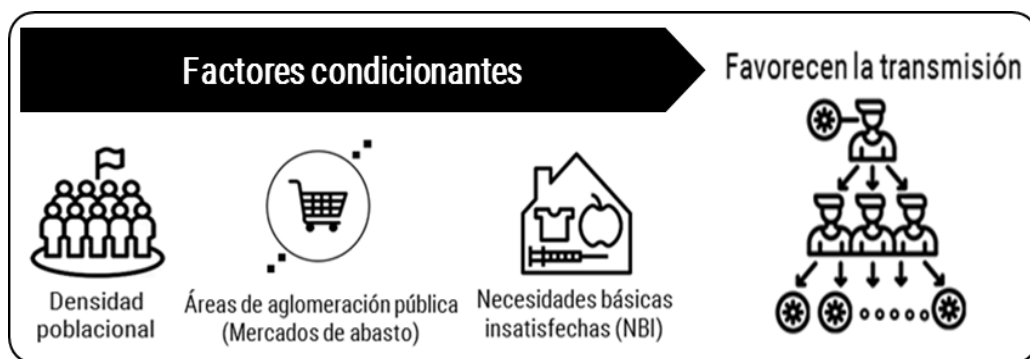 Factores condicionantes
Favorecen la transmisión
Densidad
poblacional
Áreas de aglomeración pública
(Mercados de abasto)
Necesidades básicas
insatisfechas (NBI)